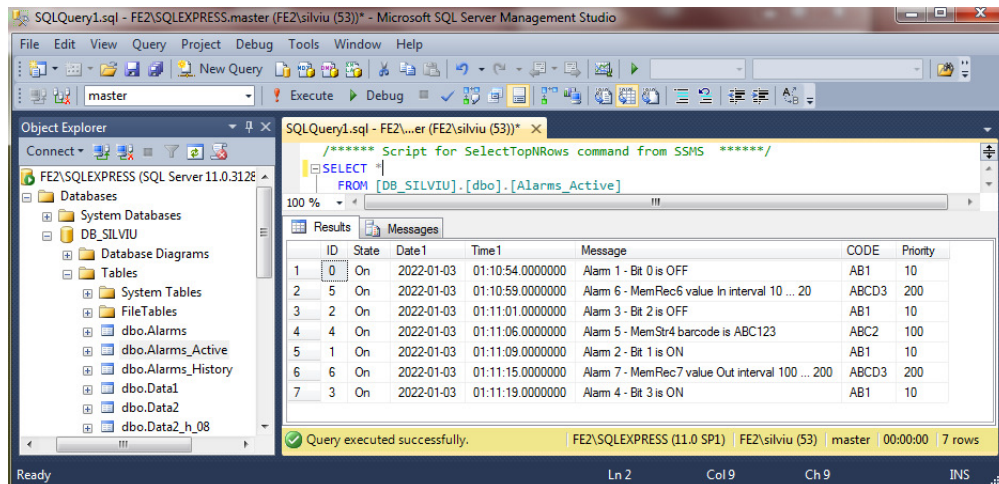 SQLQuery1.sql - FE2\SQLEXPRESS.master (FE2\silviu (53))* - Microsoft SQL Server Management Studio
File Edit View Query Project Debug Tools Window Help
New Query
master
Execute Debug
Object Explorer
Connect
FE2\SQLEXPRESS (SQL Server 11.0.3128
Databases
System Databases
DB_SILVIU
Database Diagrams
Tables
System Tables
FileTables
dbo.Alarms
dbo.Alarms_Active
dbo.Alarms_History
dbo.Data1
dbo.Data2
dbo.Data2_h_08
SQLQuery1.sql - FE2\...er (FE2\silviu (53))*
/****** Script for SelectTopNRows command from SSMS ******/
SELECT *
FROM [DB_SILVIU].[dbo].[Alarms_Active]
100 %
Results Messages
ID State Date1 Time1 Message CODE Priority
1 0 On 2022-01-03 01:10:54.0000000 Alarm 1 - Bit 0 is OFF AB1 10
2 5 On 2022-01-03 01:10:59.0000000 Alarm 6 - MemRec6 value In interval 10 ... 20 ABCD3 200
3 2 On 2022-01-03 01:11:01.0000000 Alarm 3 - Bit 2 is OFF AB1 10
4 4 On 2022-01-03 01:11:06.0000000 Alarm 5 - MemStr4 barcode is ABC123 ABC2 100
5 1 On 2022-01-03 01:11:09.0000000 Alarm 2 - Bit 1 is ON AB1 10
6 6 On 2022-01-03 01:11:15.0000000 Alarm 7 - MemRec7 value Out interval 100 ... 200 ABCD3 200
7 3 On 2022-01-03 01:11:19.0000000 Alarm 4 - Bit 3 is ON AB1 10
Query executed successfully. FE2\SQLEXPRESS (11.0 SP1) FE2\silviu (53) master 00:00:00 7 rows
Ready Ln 2 Col 9 Ch 9 INS